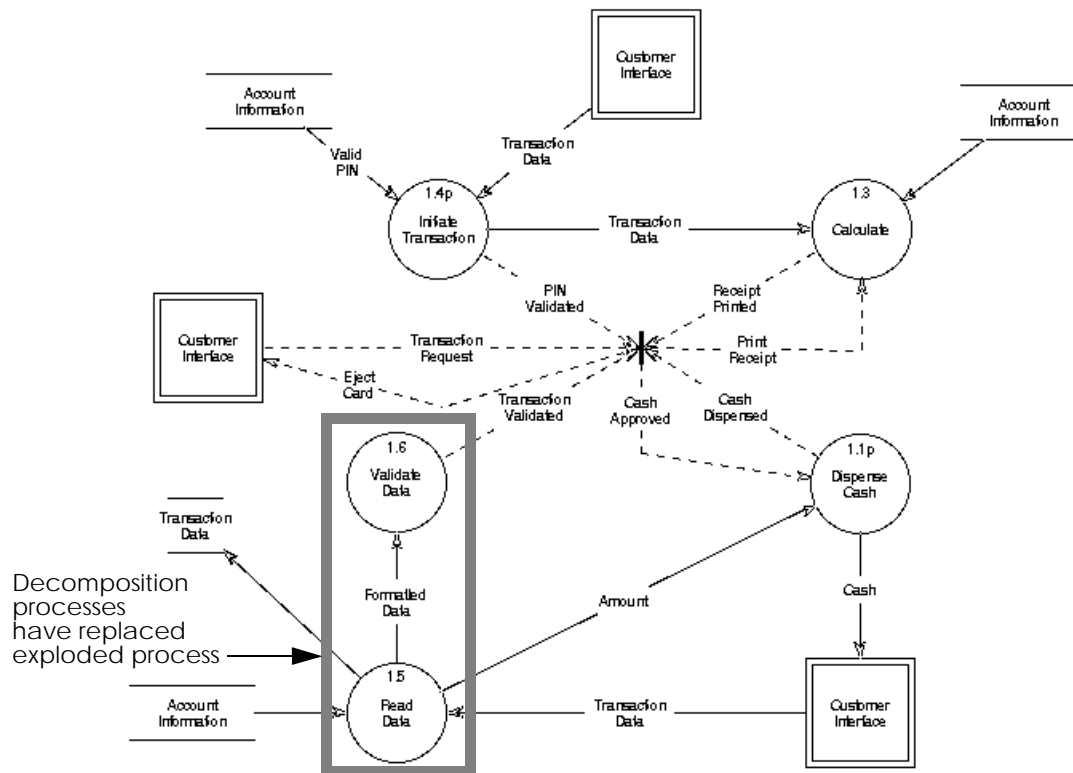 Customer
Interface
Account
Information
Account
Information
Transaction
Data
Valid
PIN
1.4p
Initiate
Transaction
1.3
Calculate
Transaction
Data
PIN
Validated
Receipt
Printed
Customer
Interface
Transaction
Request
Print
Receipt
Eject
Card
Transaction
Validated
Cash
Approved
Cash
Dispensed
1.6
Validate
Data
1.1p
Dispense
Cash
Transaction
Data
Decomposition
processes
have replaced
exploded process
Formatted
Data
Amount
Cash
1.5
Read
Data
Account
Information
Transaction
Data
Customer
Interface